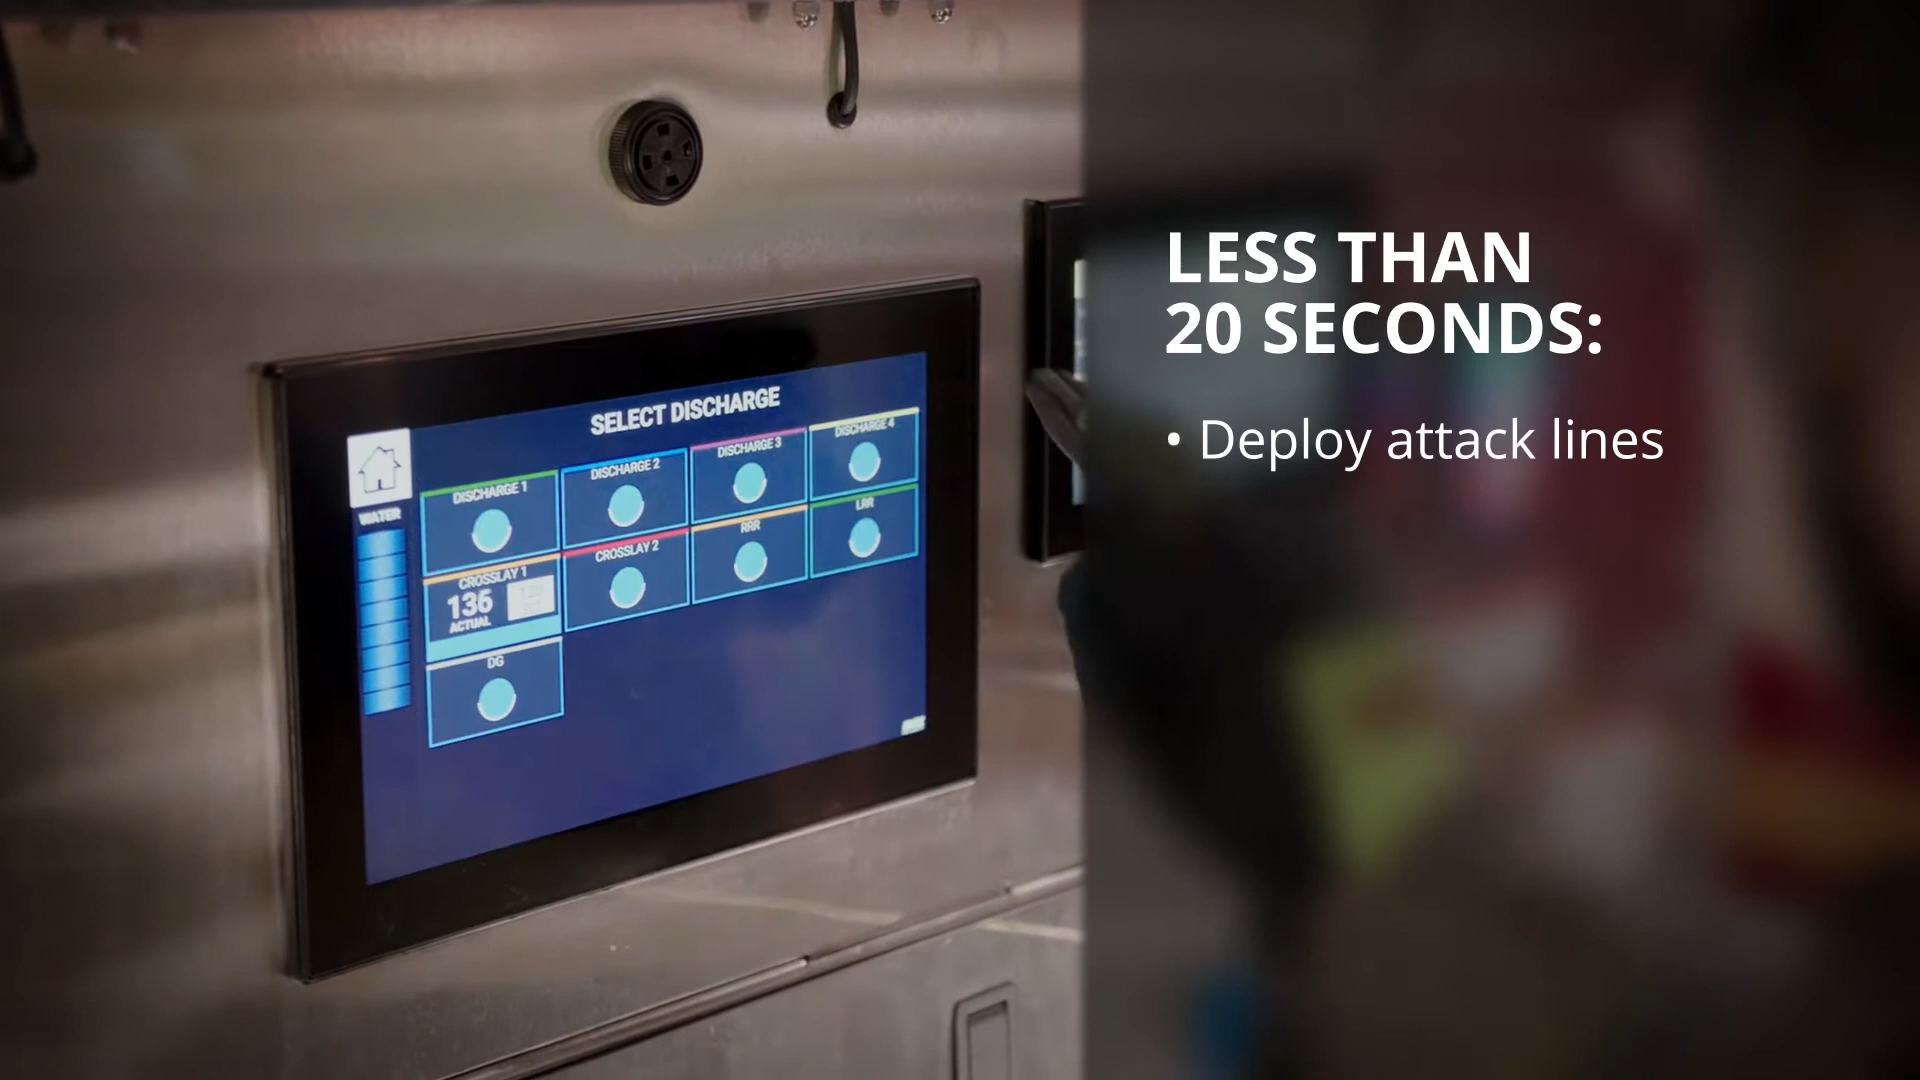 LESS THAN
20 SECONDS:
• Deploy attack lines
SELECT DISCHARGE
WATER
DISCHARGE 1
DISCHARGE 2
DISCHARGE 3
DISCHARGE 4
CROSSLAY 1
136
ACTUAL
CROSSLAY 2
RRR
LRR
DG